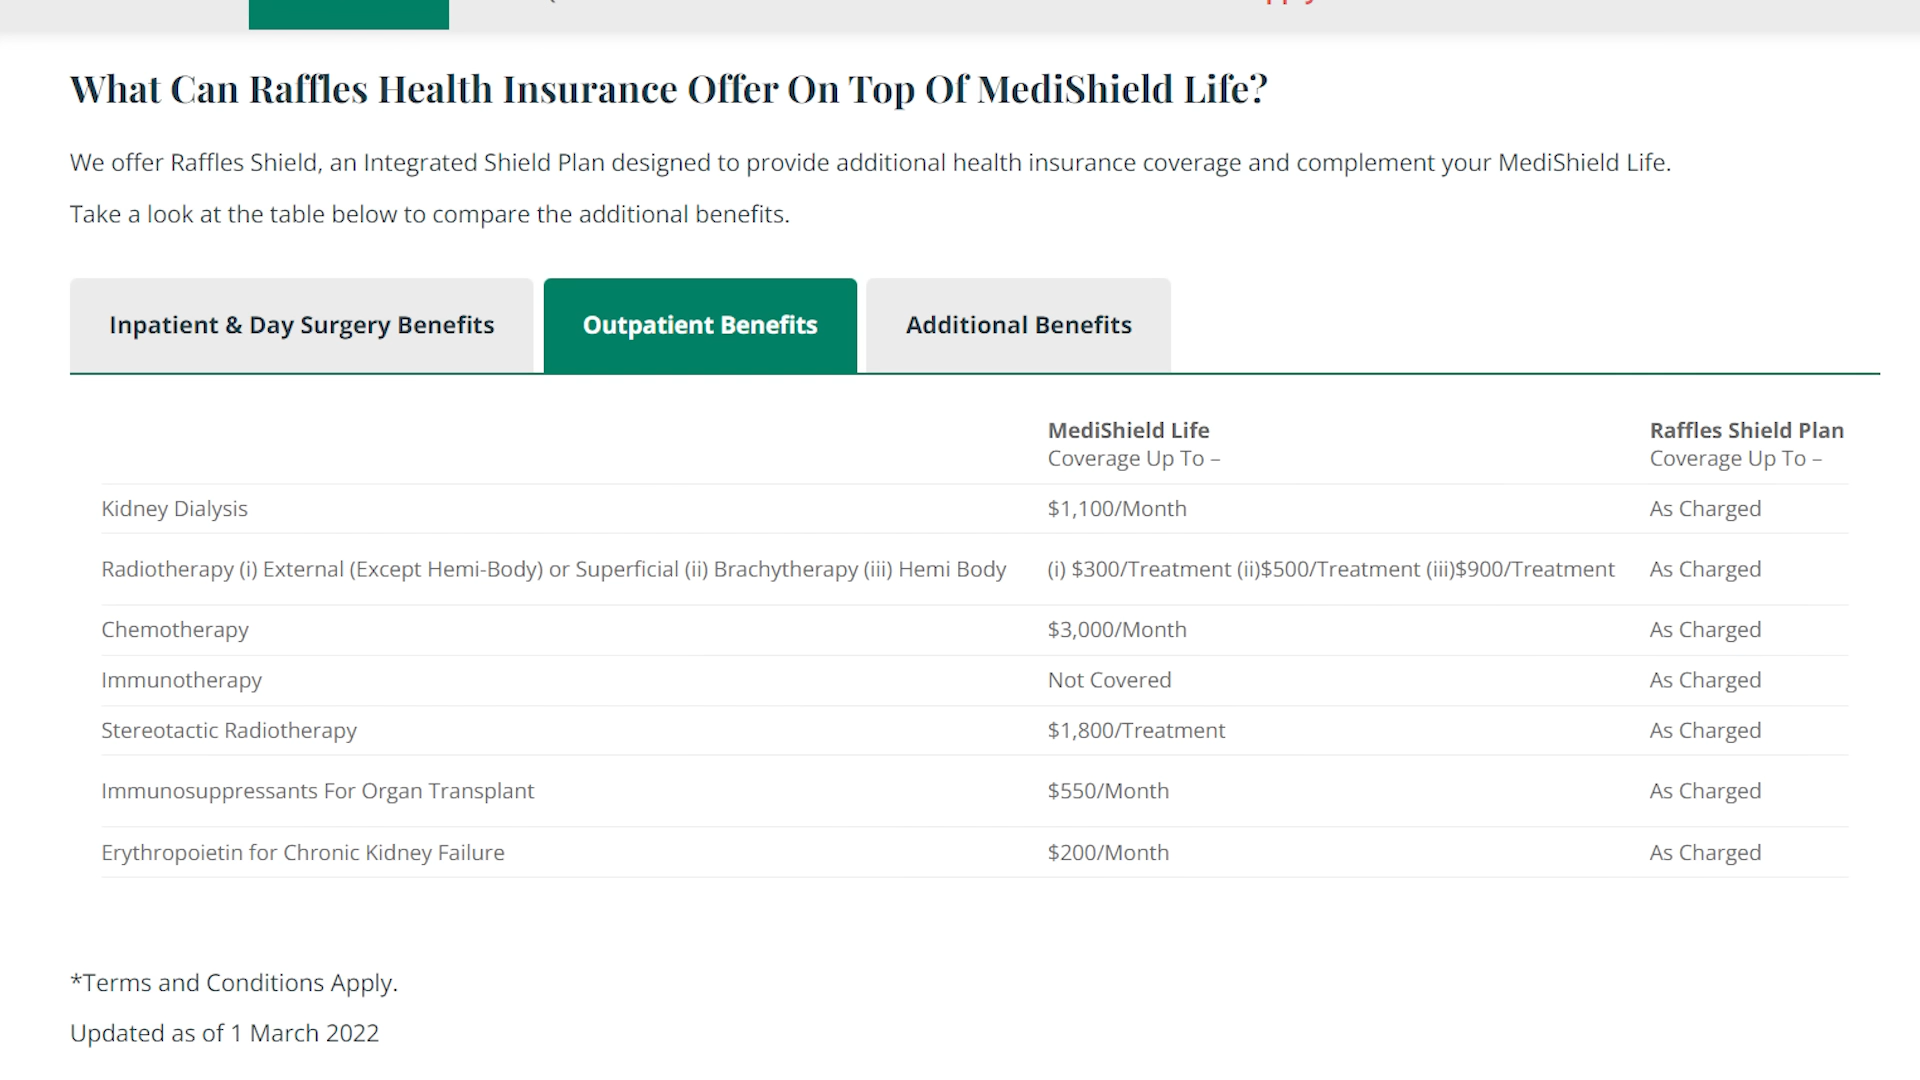 What Can Raffles Health Insurance Offer On Top Of MediShield Life?
We offer Raffles Shield, an Integrated Shield Plan designed to provide additional health insurance coverage and complement your MediShield Life.
Take a look at the table below to compare the additional benefits.
Inpatient & Day Surgery Benefits Outpatient Benefits Additional Benefits
MediShield Life Raffles Shield Plan
Coverage Up To – Coverage Up To –
Kidney Dialysis $1,100/Month As Charged
Radiotherapy (i) External (Except Hemi-Body) or Superficial (ii) Brachytherapy (iii) Hemi Body (i) $300/Treatment (ii)$500/Treatment (iii)$900/Treatment As Charged
Chemotherapy $3,000/Month As Charged
Immunotherapy Not Covered As Charged
Stereotactic Radiotherapy $1,800/Treatment As Charged
Immunosuppressants For Organ Transplant $550/Month As Charged
Erythropoietin for Chronic Kidney Failure $200/Month As Charged
*Terms and Conditions Apply.
Updated as of 1 March 2022